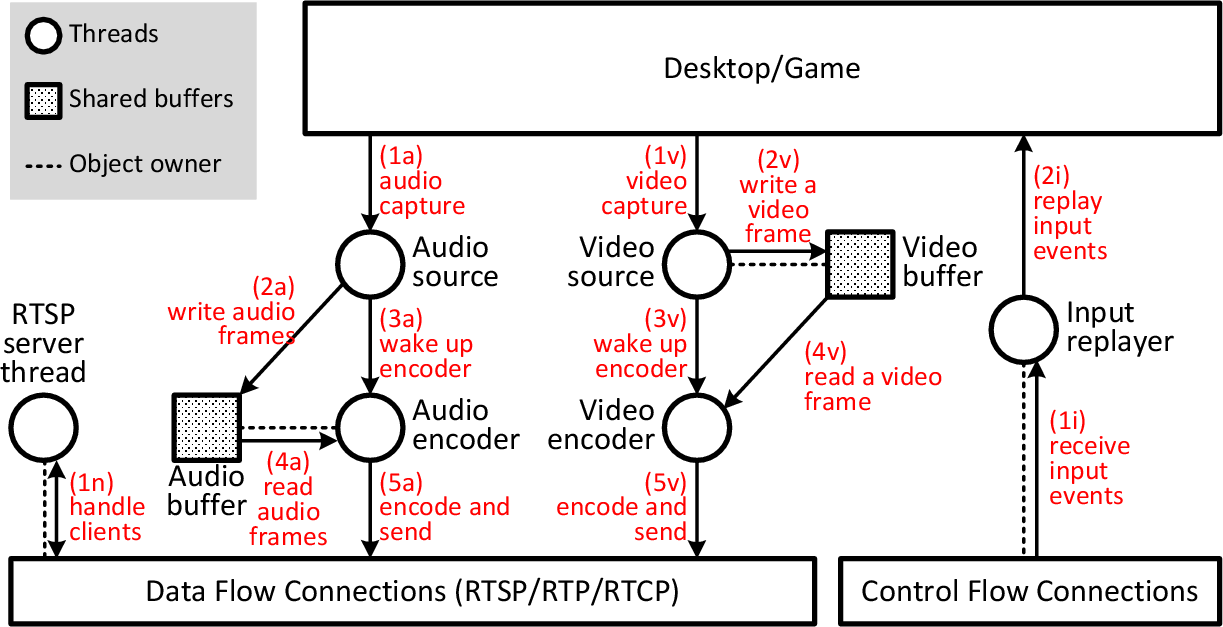 Threads
Shared buffers
Object owner
Desktop/Game
(1a)
audio
capture
(1v)
video
capture
(2v)
write a
video
frame
(2i)
replay
input
events
Audio
source
Video
source
Video
buffer
(2a)
write audio
frames
(3a)
wake up
encoder
(3v)
wake up
encoder
(4v)
read a video
frame
Input
replayer
RTSP
server
thread
Audio
encoder
Video
encoder
(1i)
receive
input
events
Audio
buffer
(1n)
handle
clients
(4a)
read
audio
frames
(5a)
encode and
send
(5v)
encode and
send
Data Flow Connections (RTSP/RTP/RTCP)
Control Flow Connections